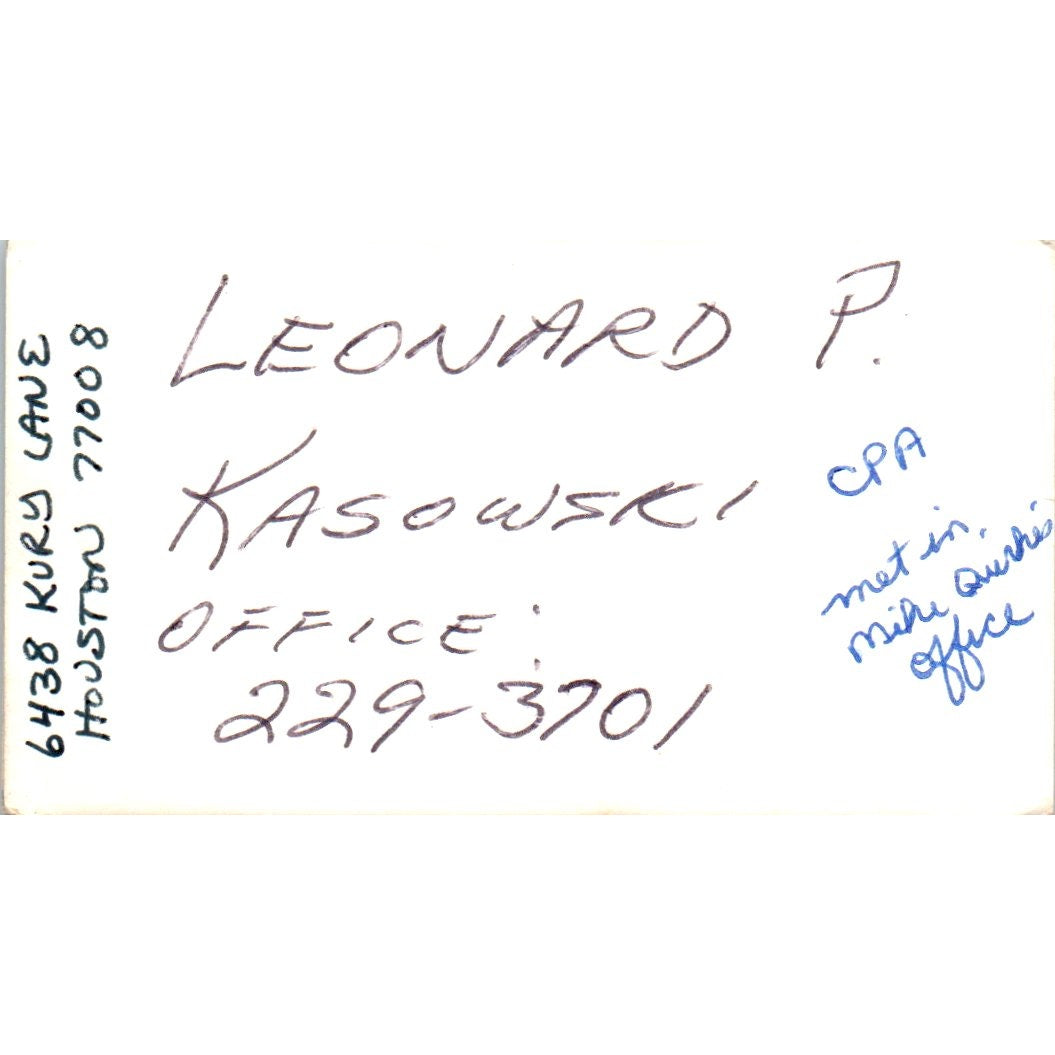 LEONARD P.
KASOWSKI
OFFICE:
229-3701
6438 KURY LANE
HOUSTON 77008
CPA
met in
Mike
office